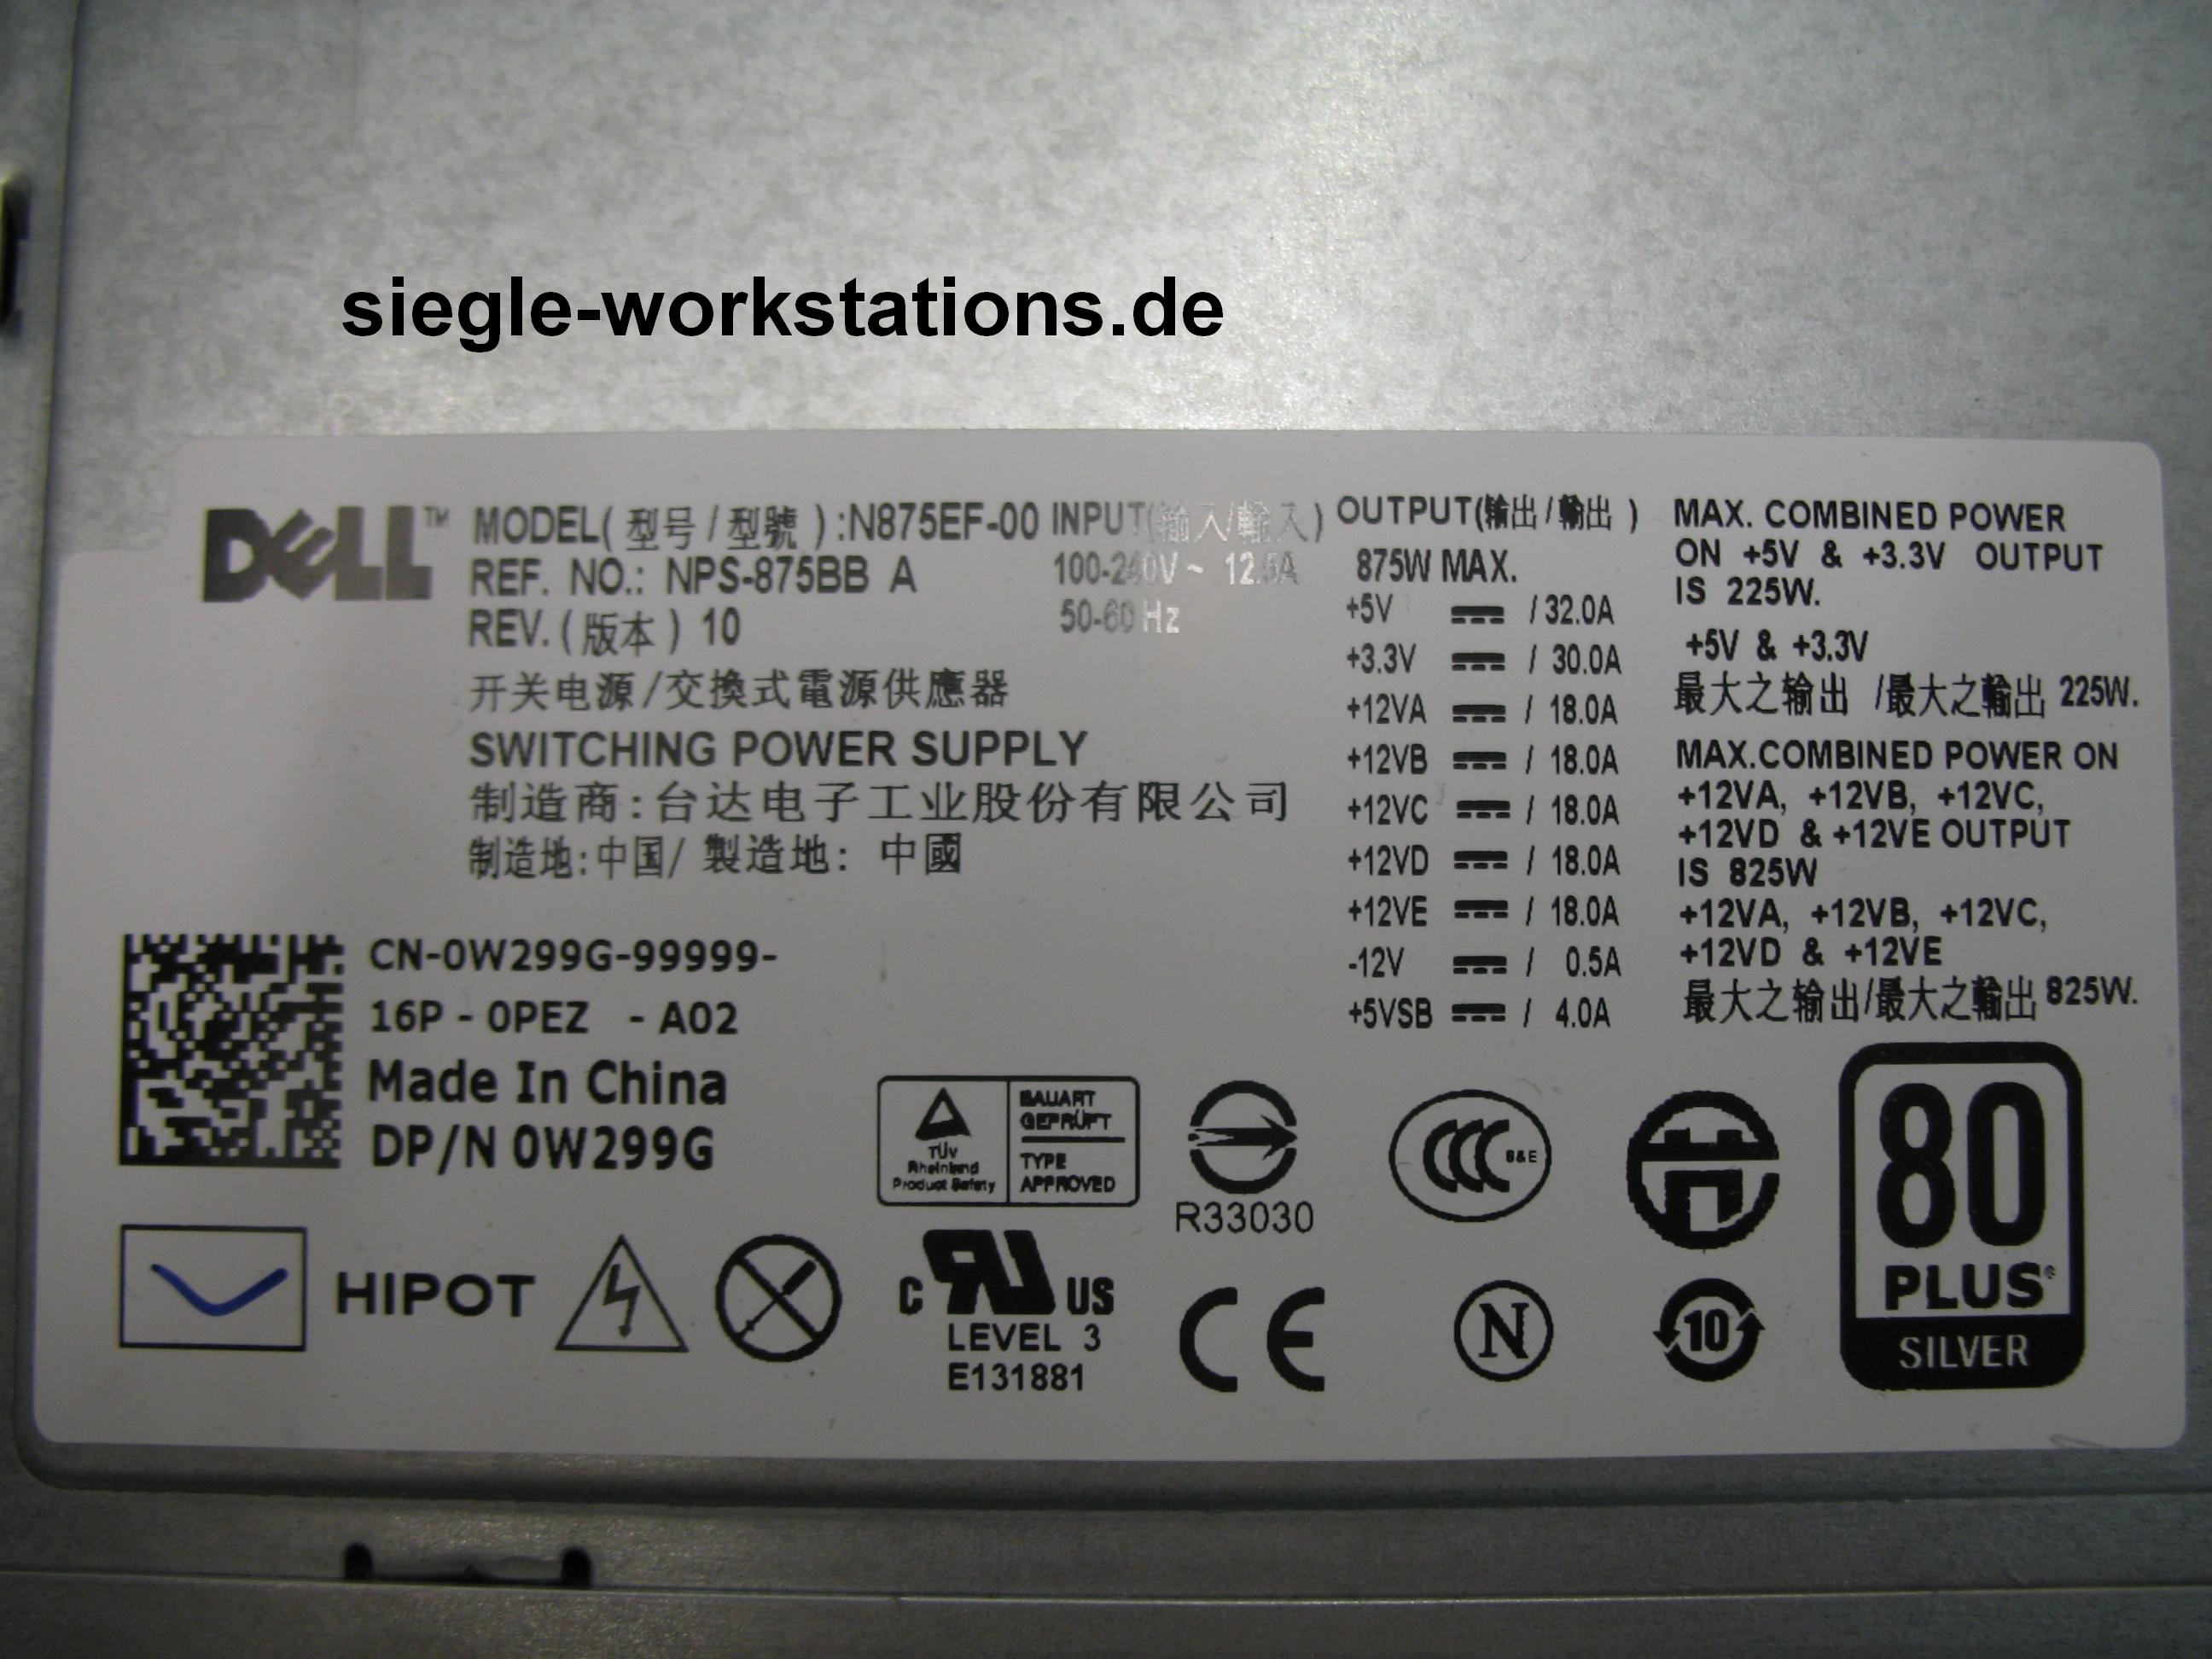 siegle-workstations.de
DELL™
MODEL(型号/型號):N875EF-00
REF. NO.: NPS-875BB A
REV.(版本) 10
开关电源/交換式電源供應器
SWITCHING POWER SUPPLY
制造商:台达电子工业股份有限公司
制造地:中国/ 製造地: 中國
INPUT(输入/輸入)
100-240V~ 12.5A
50-60Hz
OUTPUT(输出/輸出)
875W MAX.
+5V ⎓ / 32.0A
+3.3V ⎓ / 30.0A
+12VA ⎓ / 18.0A
+12VB ⎓ / 18.0A
+12VC ⎓ / 18.0A
+12VD ⎓ / 18.0A
+12VE ⎓ / 18.0A
-12V ⎓ / 0.5A
+5VSB ⎓ / 4.0A
MAX. COMBINED POWER
ON +5V & +3.3V OUTPUT
IS 225W.
+5V & +3.3V
最大之输出 /最大之輸出 225W.
MAX.COMBINED POWER ON
+12VA, +12VB, +12VC,
+12VD & +12VE OUTPUT
IS 825W
+12VA, +12VB, +12VC,
+12VD & +12VE
最大之输出/最大之輸出 825W.
CN-0W299G-99999-
16P - 0PEZ - A02
Made In China
DP/N 0W299G
HIPOT
TÜV
Rheinland
Product Safety
BAUART
GEPRÜFT
TYPE
APPROVED
R33030
CCC S&E
c RU US
LEVEL 3
E131881
CE
N
10
80
PLUS®
SILVER